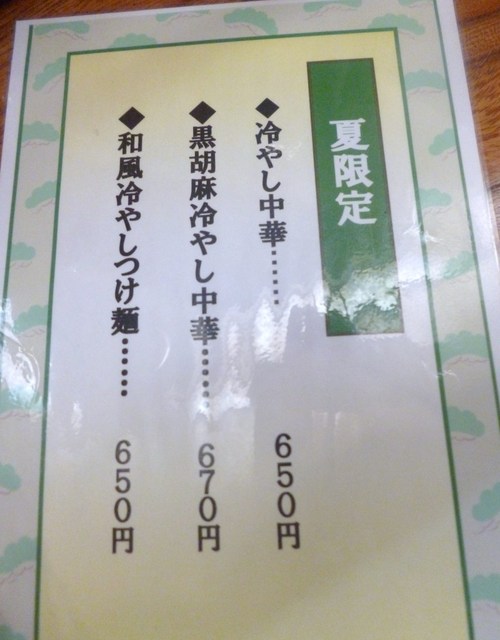 夏限定
◆冷やし中華……650円
◆黒胡麻冷やし中華……670円
◆和風冷やしつけ麺……650円